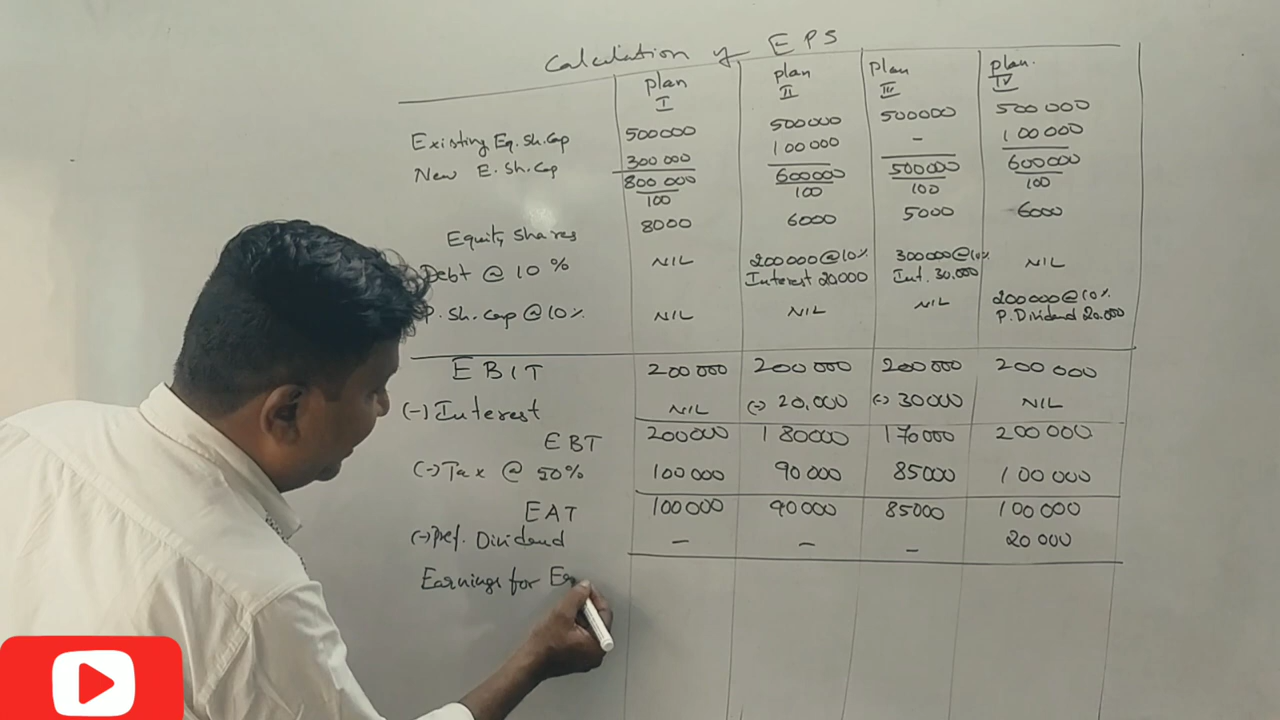 Calculation of EPS
plan I plan II plan III plan. IV
Existing Eq. Sh. Cap 500000 500000 500000 500000
New E. Sh. Cap 300000 100000 - 100000
800000 600000 500000 600000
100 100 100 100
Equity Shares 8000 6000 5000 6000
Debt @ 10% NIL 200000@10% 300000@10% NIL
Interest 20000 Int. 30.000
P. Sh. Cap @ 10% NIL NIL NIL 200000@10%
P. Dividend 20.000
EBIT 200000 200000 200000 200000
(-) Interest NIL (-) 20,000 (-) 30000 NIL
EBT 200000 180000 170000 200000
(-) Tax @ 50% 100000 90000 85000 100000
EAT 100000 90000 85000 100000
(-) Pref. Dividend - - - 20000
Earnings for Eq